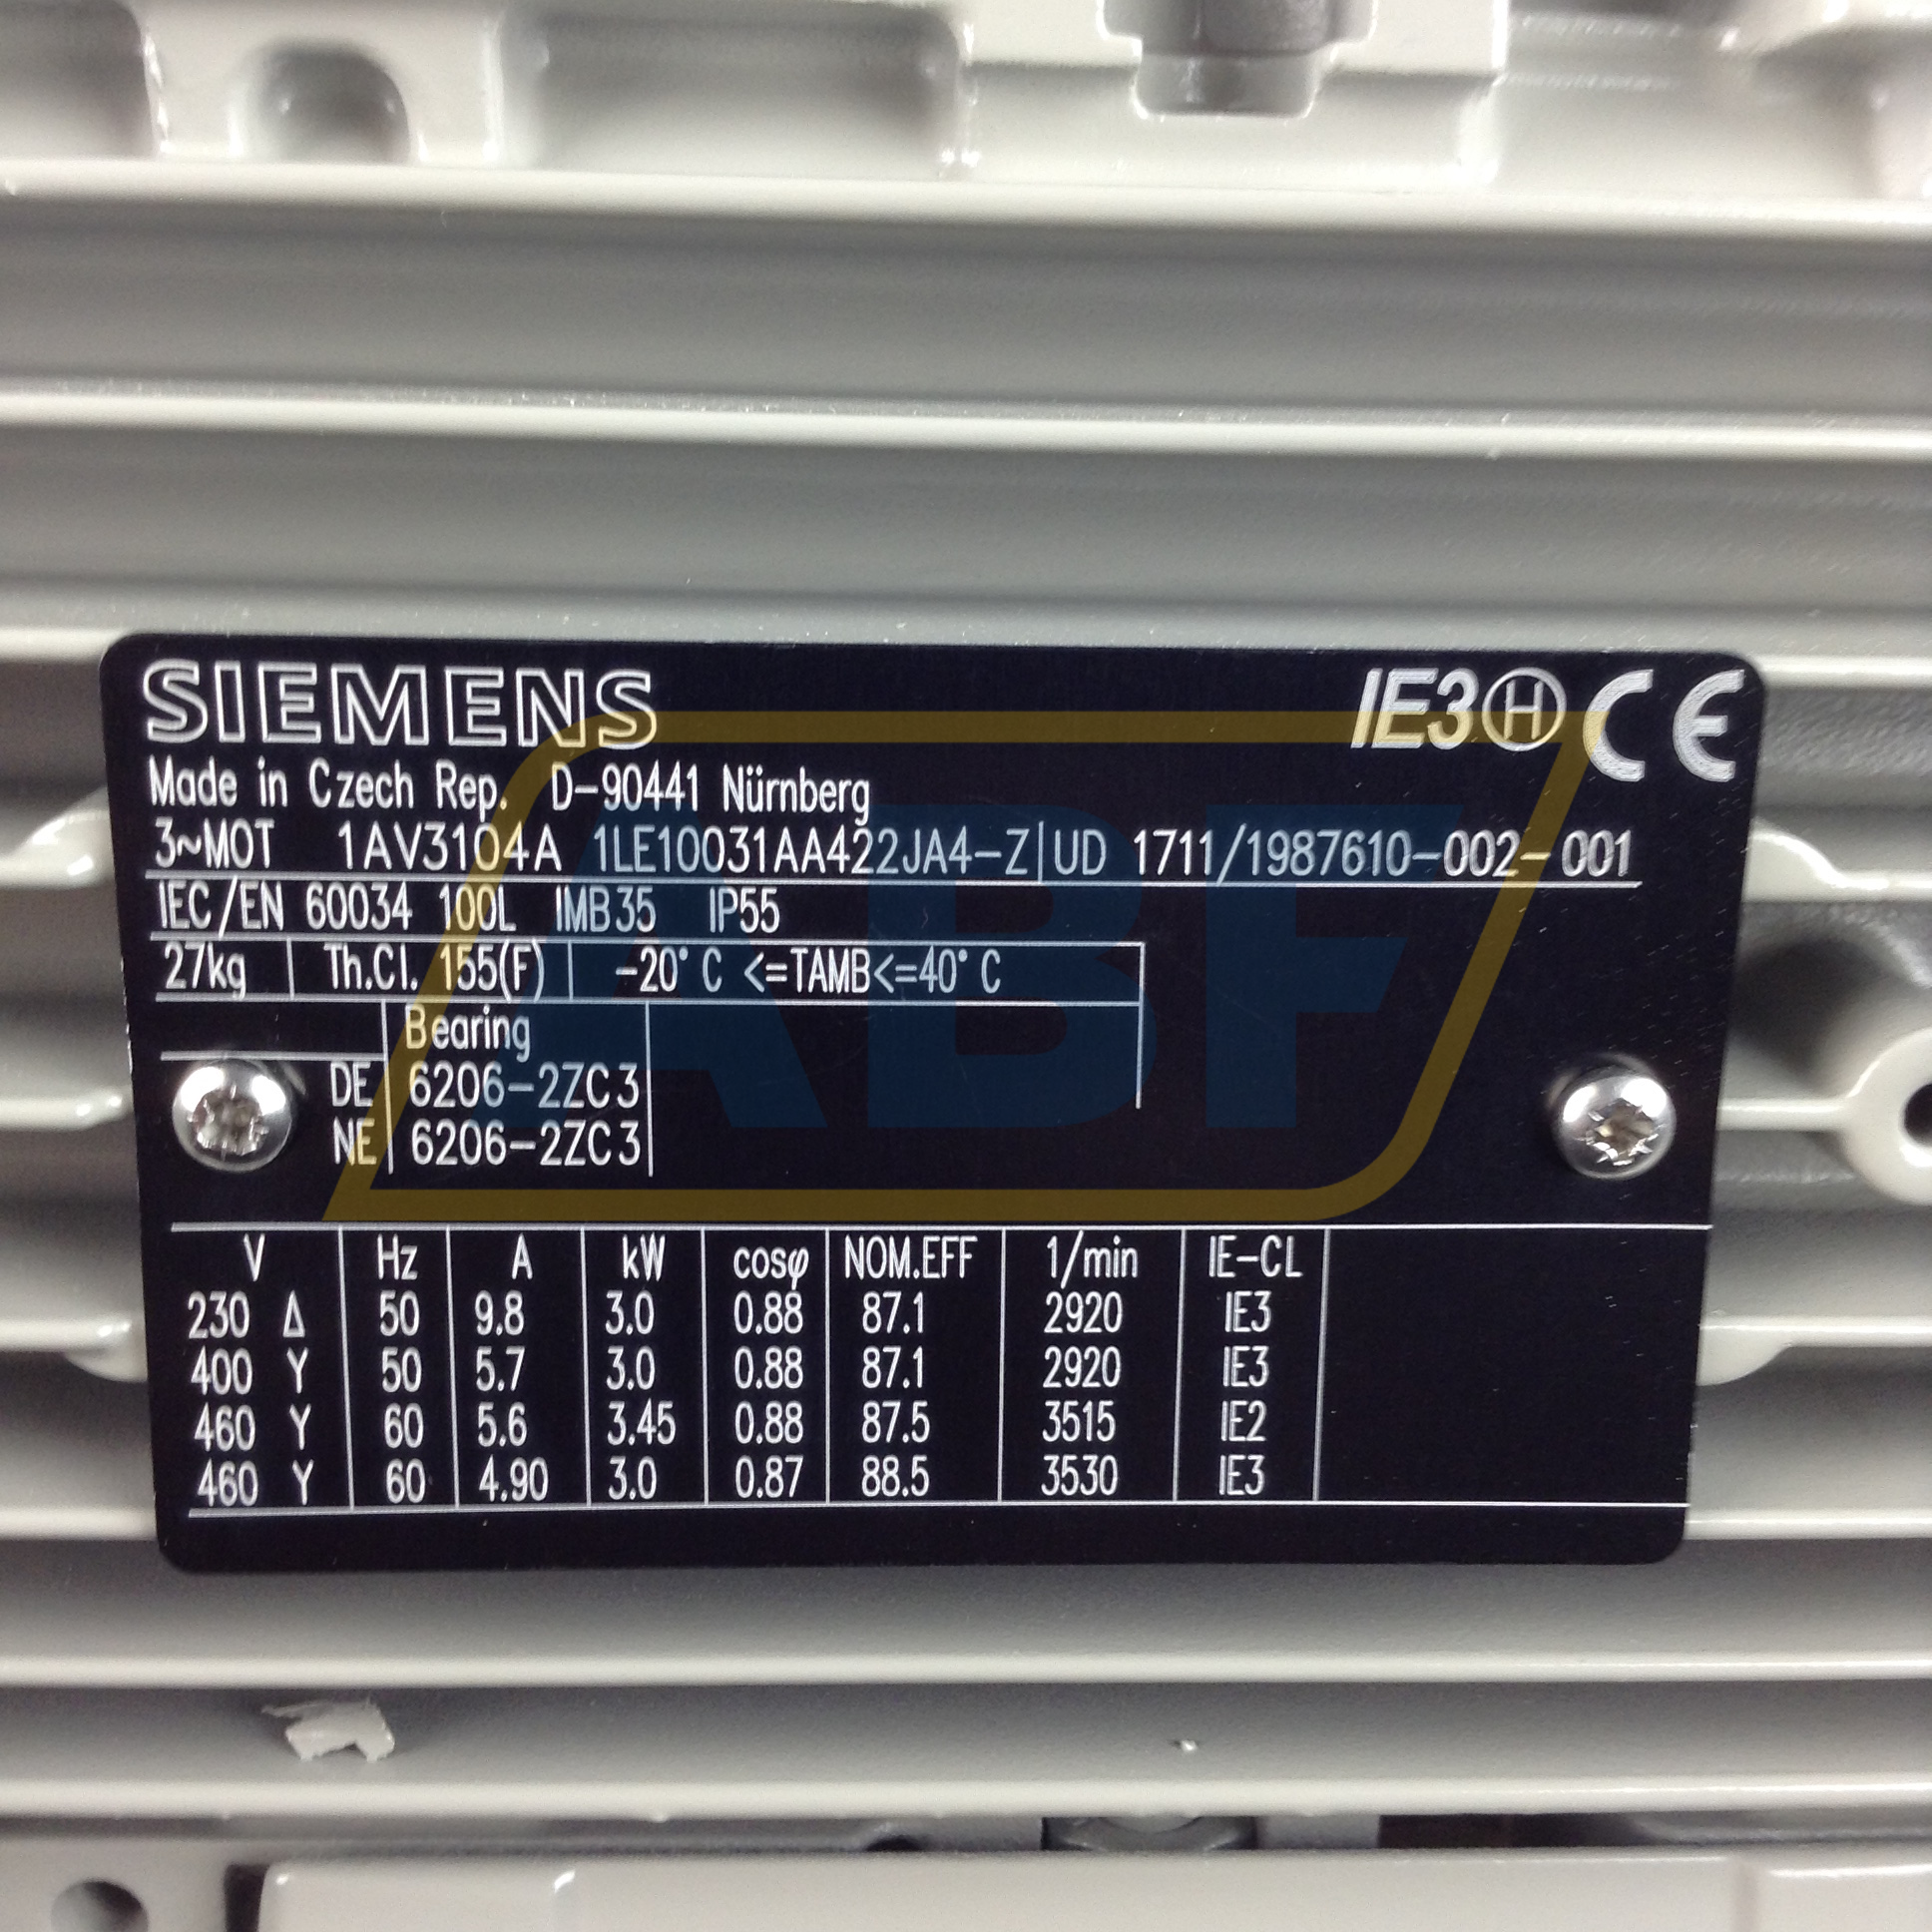 SIEMENS IE3 Ⓗ CE
Made in Czech Rep. D-90441 Nürnberg
3~MOT 1AV3104A 1LE10031AA422JA4-Z UD 1711/1987610-002-001
IEC/EN 60034 100L IMB35 IP55
27kg Th.Cl. 155(F) -20°C <=TAMB<=40°C
Bearing
DE 6206-2ZC3
NE 6206-2ZC3
V Hz A kW cosφ NOM.EFF 1/min IE-CL
230 Δ 50 9.8 3.0 0.88 87.1 2920 IE3
400 Y 50 5.7 3.0 0.88 87.1 2920 IE3
460 Y 60 5.6 3.45 0.88 87.5 3515 IE2
460 Y 60 4.90 3.0 0.87 88.5 3530 IE3
ABF